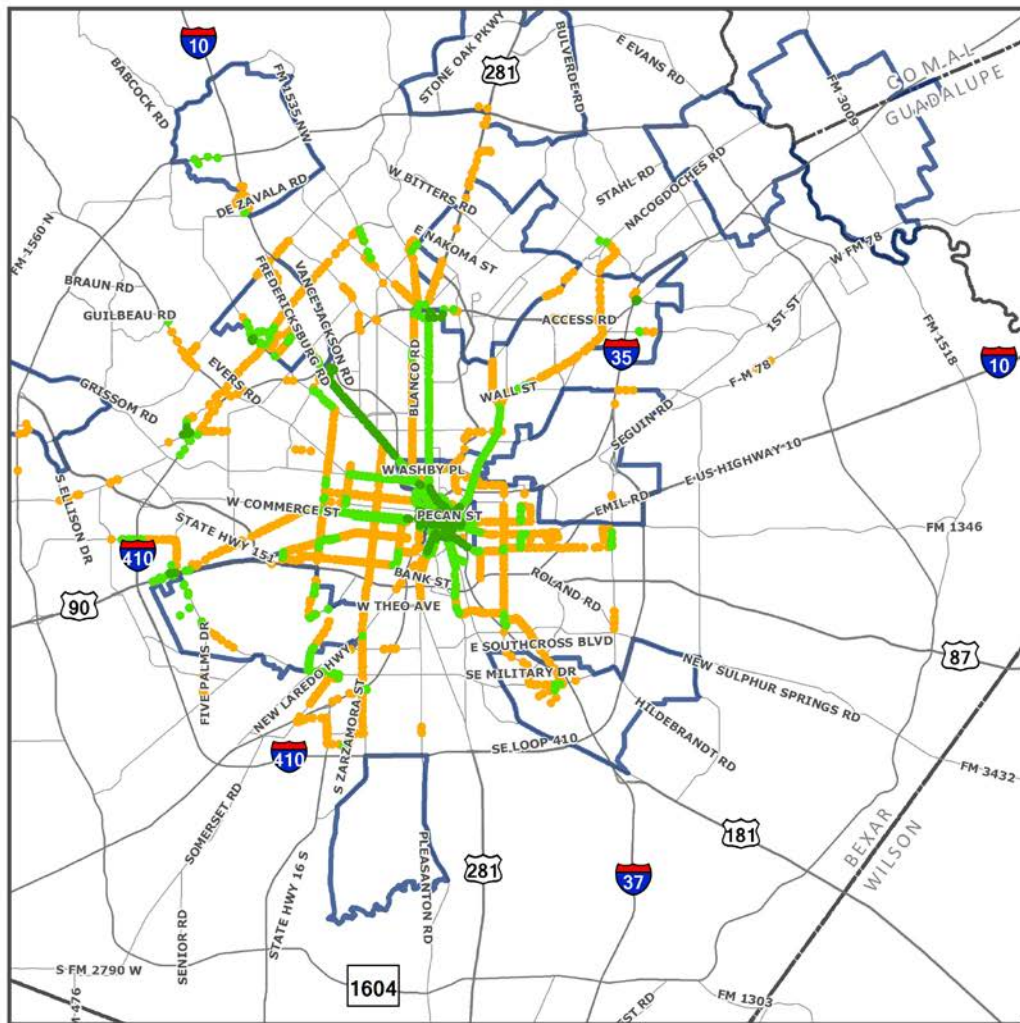 10
BABCOCK RD
FM 1535 NW
STONE OAK PKWY
281
BULVERDE RD
E EVANS RD
FM 3009
COMAL
GUADALUPE
DE ZAVALA RD
W BITTERS RD
STAHL RD
NACOGDOCHES RD
FM 1560 N
E NAKOMA ST
W FM 78
BRAUN RD
GUILBEAU RD
VANCE JACKSON RD
FREDERICKSBURG RD
ACCESS RD
1ST ST
FM 1518
35
10
EVERS RD
BLANCO RD
WALL ST
F-M 78
GRISSOM RD
SEGUIN RD
E US HIGHWAY 10
W ASHBY PL
S ELLISON DR
W COMMERCE ST
PECAN ST
EMIL RD
FM 1346
STATE HWY 151
410
BANK ST
ROLAND RD
90
W THEO AVE
E SOUTHCROSS BLVD
87
FIVE PALMS DR
NEW LAREDO HWY
SE MILITARY DR
NEW SULPHUR SPRINGS RD
S ZARZAMORA ST
HILDEBRANDT RD
410
SE LOOP 410
FM 3432
SOMERSET RD
PLEASANTON RD
181
BEXAR
WILSON
STATE HWY 16 S
281
37
SENIOR RD
S FM 2790 W
1604
M 476
EST RD
FM 1303